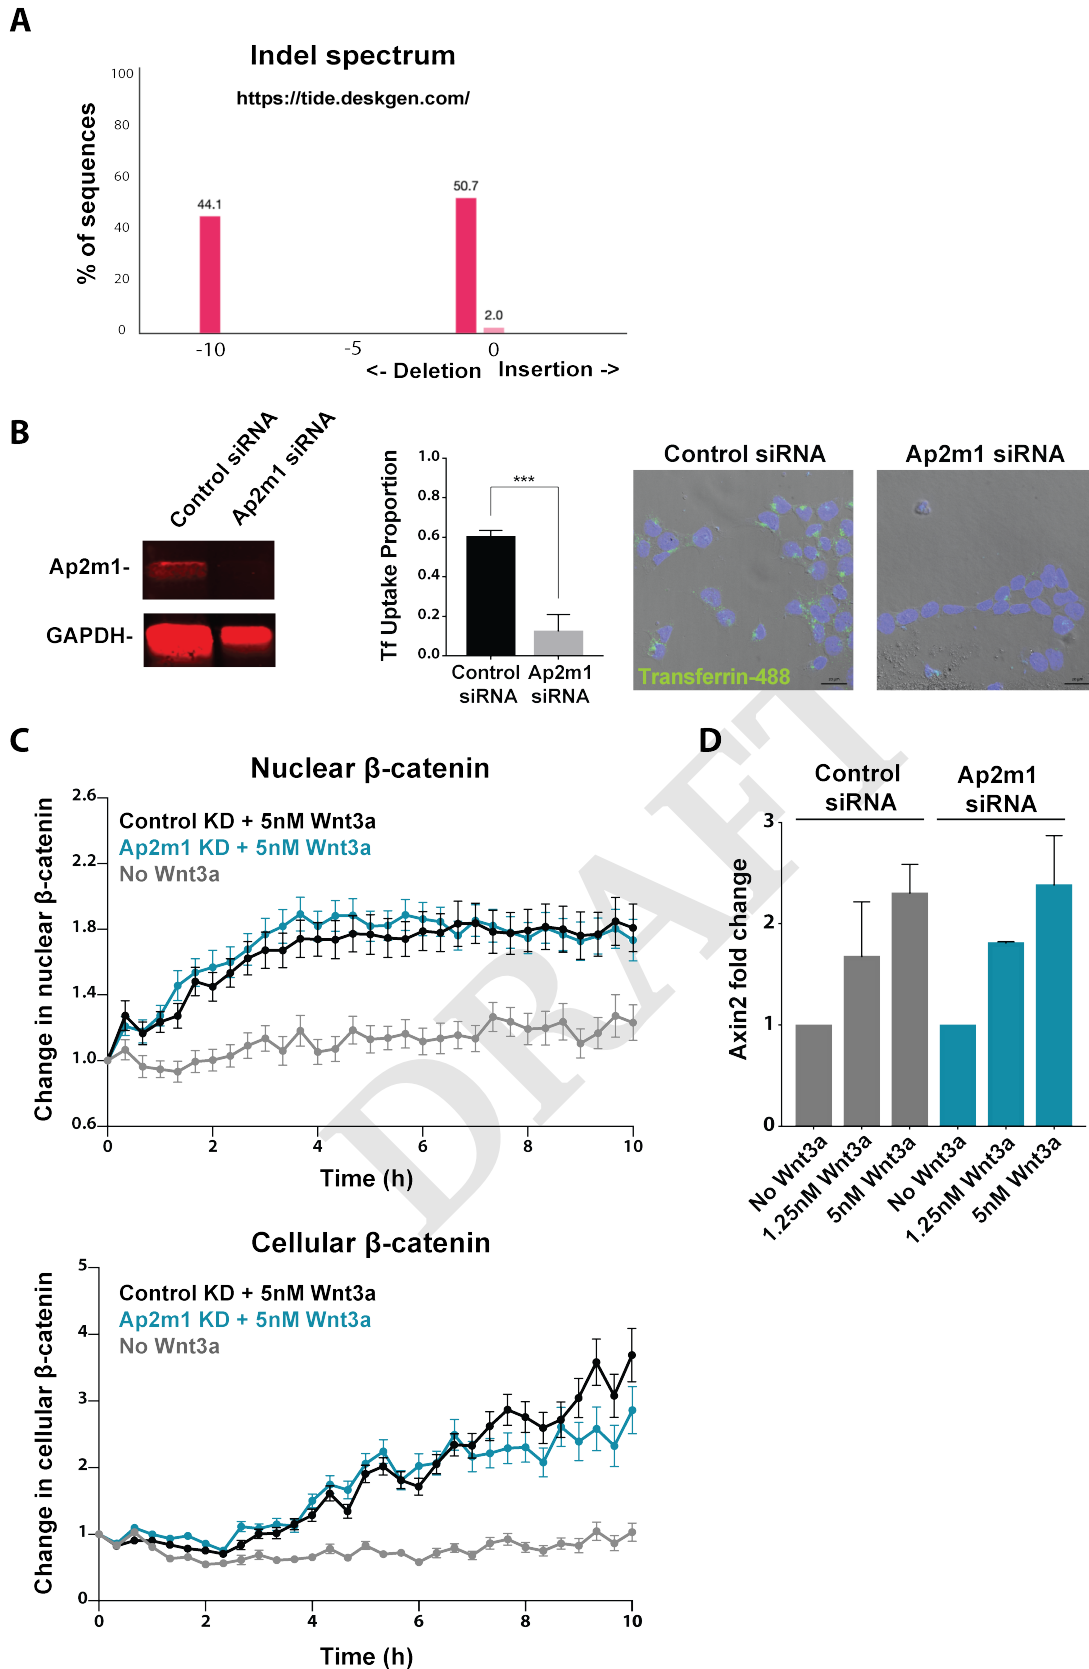 A
Indel spectrum
https://tide.deskgen.com/
% of sequences
100
80
60
40
20
0
44.1
50.7
2.0
-10
-5
0
<- Deletion
Insertion ->
B
Control siRNA
Ap2m1 siRNA
Ap2m1-
GAPDH-
Tf Uptake Proportion
1.0
0.8
0.6
0.4
0.2
0.0
***
Control
siRNA
Ap2m1
siRNA
Control siRNA
Transferrin-488
Ap2m1 siRNA
DRAFT
C
Nuclear β-catenin
Change in nuclear β-catenin
2.6
2.2
1.8
1.4
1.0
0.6
Control KD + 5nM Wnt3a
Ap2m1 KD + 5nM Wnt3a
No Wnt3a
0
2
4
6
8
10
Time (h)
Cellular β-catenin
Change in cellular β-catenin
5
4
3
2
1
0
Control KD + 5nM Wnt3a
Ap2m1 KD + 5nM Wnt3a
No Wnt3a
0
2
4
6
8
10
Time (h)
D
Control
siRNA
Ap2m1
siRNA
Axin2 fold change
3
2
1
0
No Wnt3a
1.25nM Wnt3a
5nM Wnt3a
No Wnt3a
1.25nM Wnt3a
5nM Wnt3a